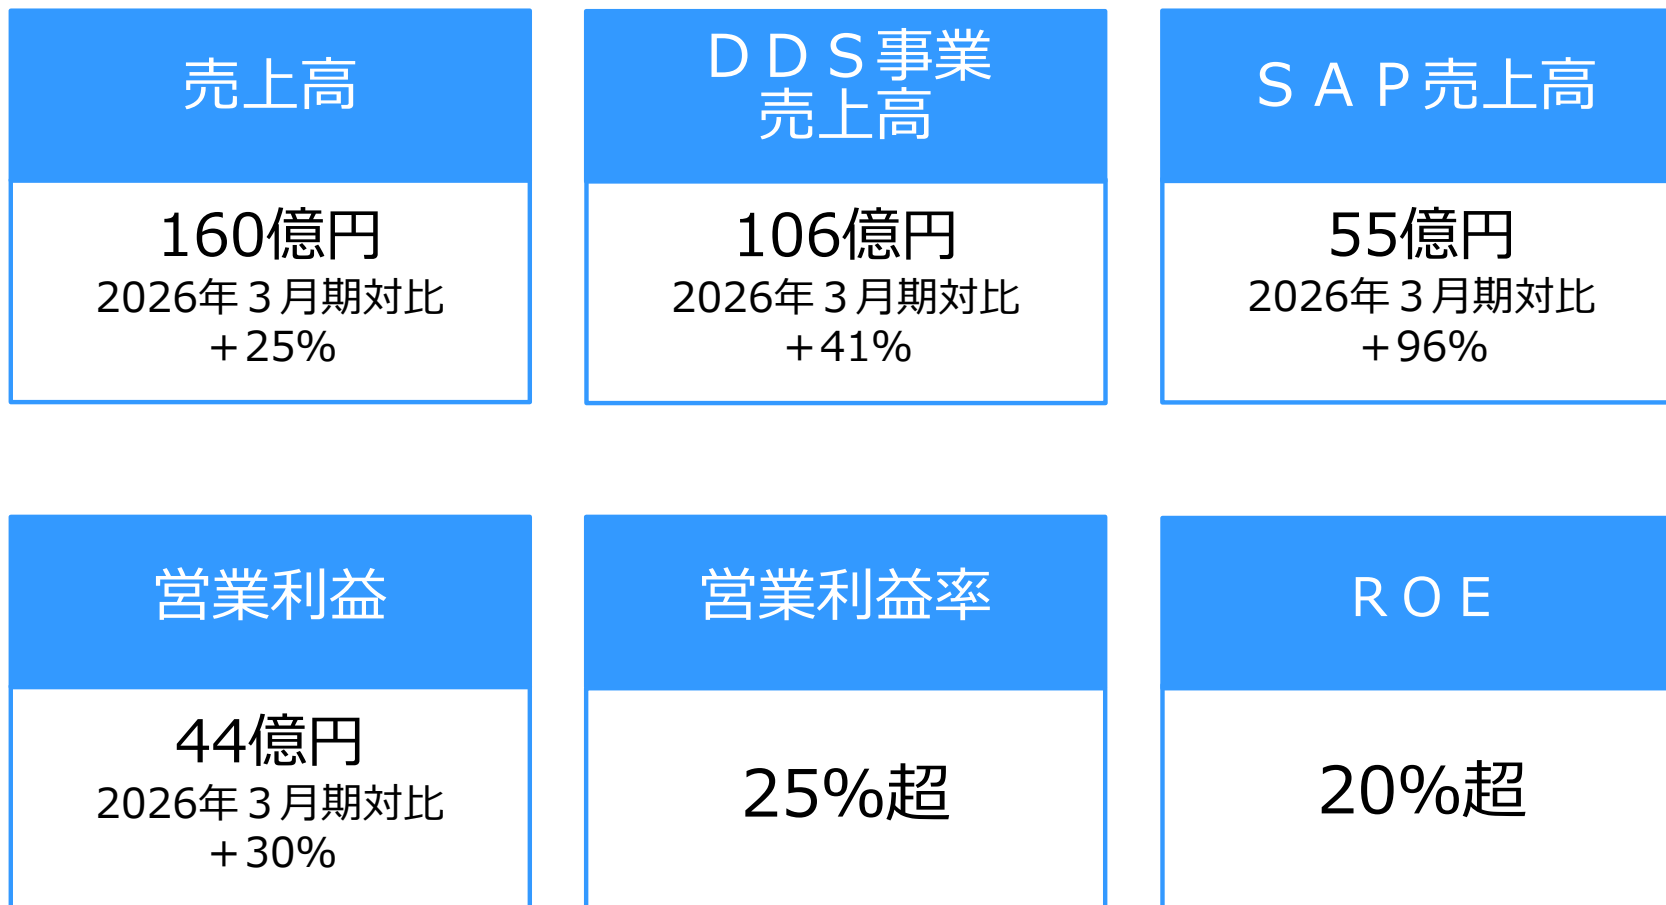 売上高
160億円
2026年３月期対比
＋25%
ＤＤＳ事業
売上高
106億円
2026年３月期対比
＋41%
ＳＡＰ売上高
55億円
2026年３月期対比
＋96%
営業利益
44億円
2026年３月期対比
＋30%
営業利益率
25%超
ＲＯＥ
20%超